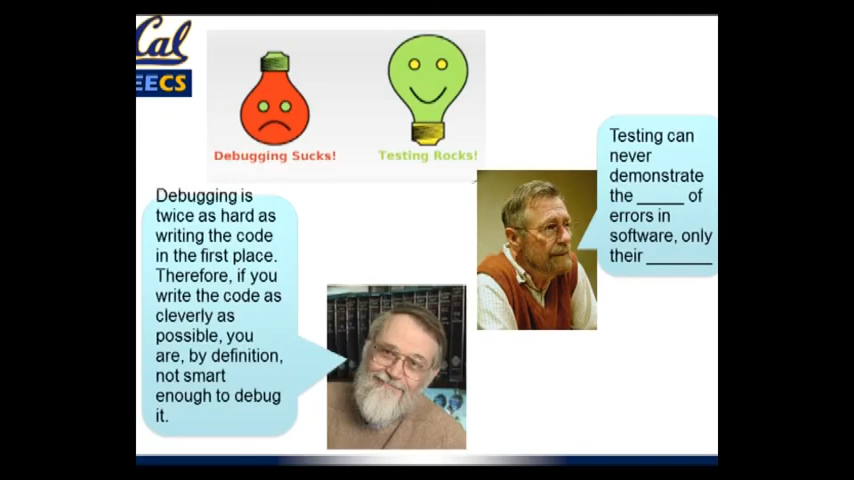 Cal
EECS
Debugging Sucks!
Testing Rocks!
Testing can
never
demonstrate
the _____ of
errors in
software, only
their _______
Debugging is
twice as hard as
writing the code
in the first place.
Therefore, if you
write the code as
cleverly as
possible, you
are, by definition,
not smart
enough to debug
it.